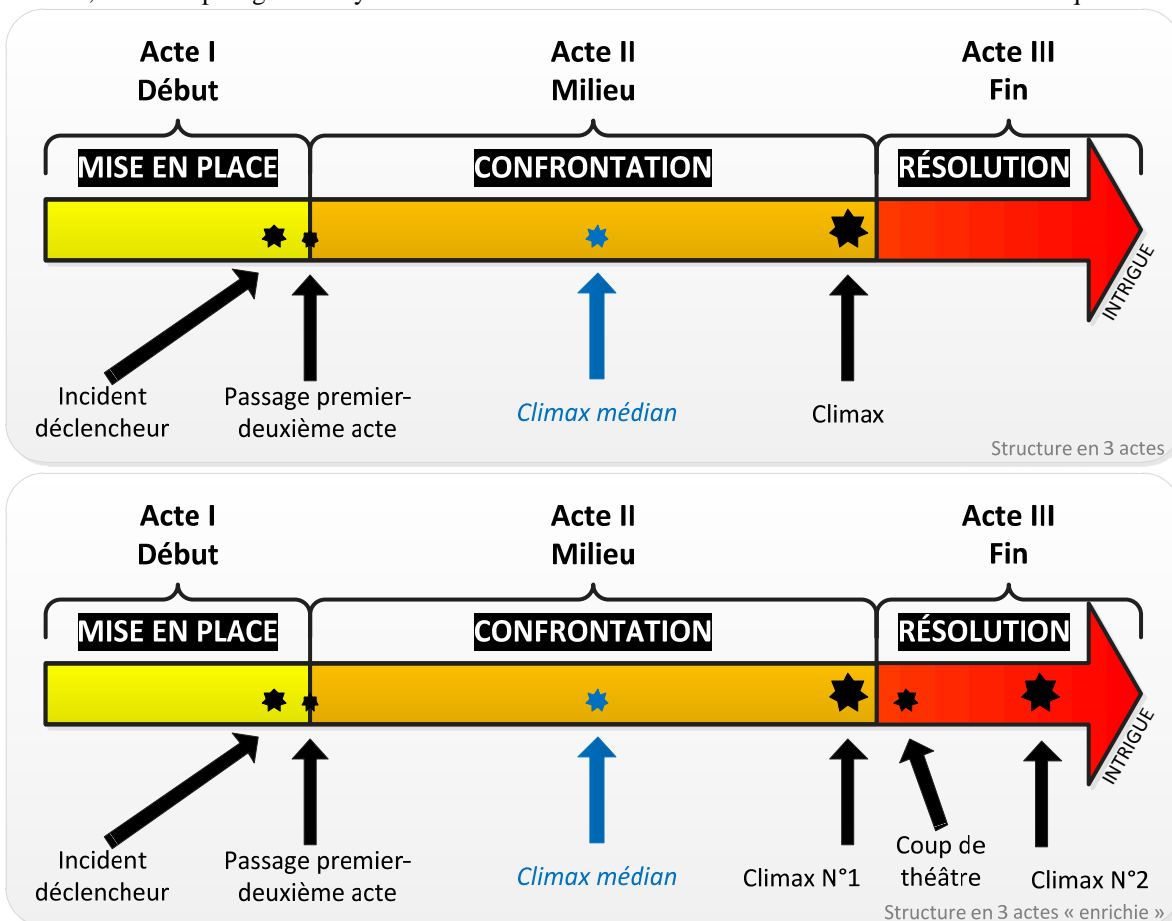 Acte I
Début
Acte II
Milieu
Acte III
Fin
MISE EN PLACE
CONFRONTATION
RÉSOLUTION
INTRIGUE
Incident
déclencheur
Passage premier-
deuxième acte
Climax médian
Climax
Structure en 3 actes
Acte I
Début
Acte II
Milieu
Acte III
Fin
MISE EN PLACE
CONFRONTATION
RÉSOLUTION
INTRIGUE
Incident
déclencheur
Passage premier-
deuxième acte
Climax médian
Climax N°1
Coup de
théâtre
Climax N°2
Structure en 3 actes « enrichie »